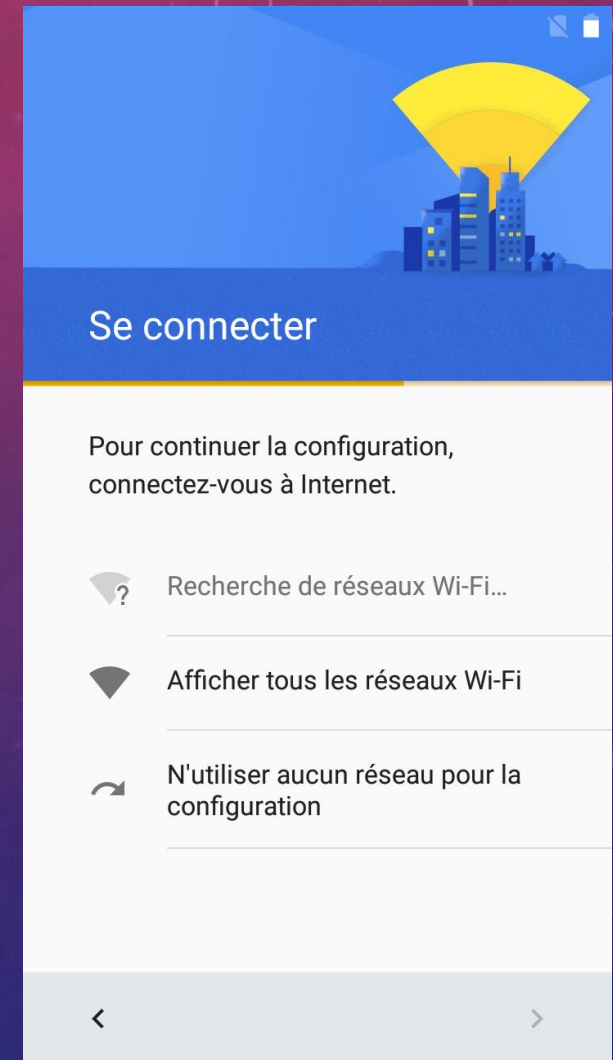 Se connecter
Pour continuer la configuration,
connectez-vous à Internet.
Recherche de réseaux Wi-Fi…
Afficher tous les réseaux Wi-Fi
N'utiliser aucun réseau pour la
configuration